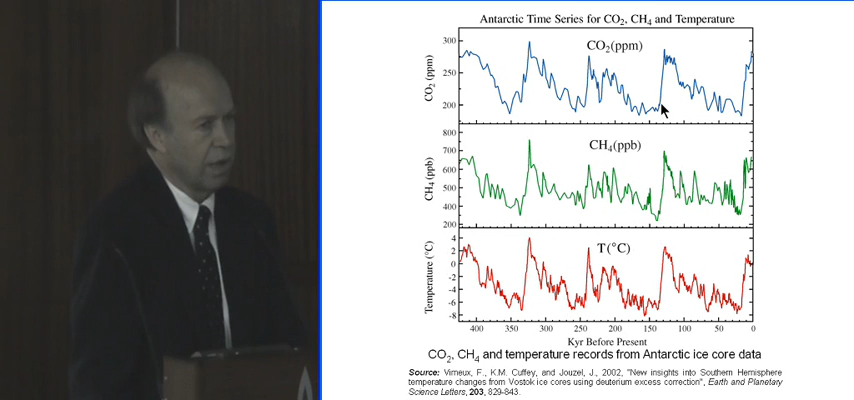 Antarctic Time Series for CO2, CH4 and Temperature
CO2(ppm)
CO2 (ppm)
300
250
200
CH4(ppb)
CH4 (ppb)
800
700
600
500
400
300
200
T(°C)
Temperature (°C)
4
2
0
-2
-4
-6
-8
400 350 300 250 200 150 100 50 0
Kyr Before Present
CO2, CH4 and temperature records from Antarctic ice core data
Source: Vimeux, F., K.M. Cuffey, and Jouzel, J., 2002, "New insights into Southern Hemisphere
temperature changes from Vostok ice cores using deuterium excess correction", Earth and Planetary
Science Letters, 203, 829-843.